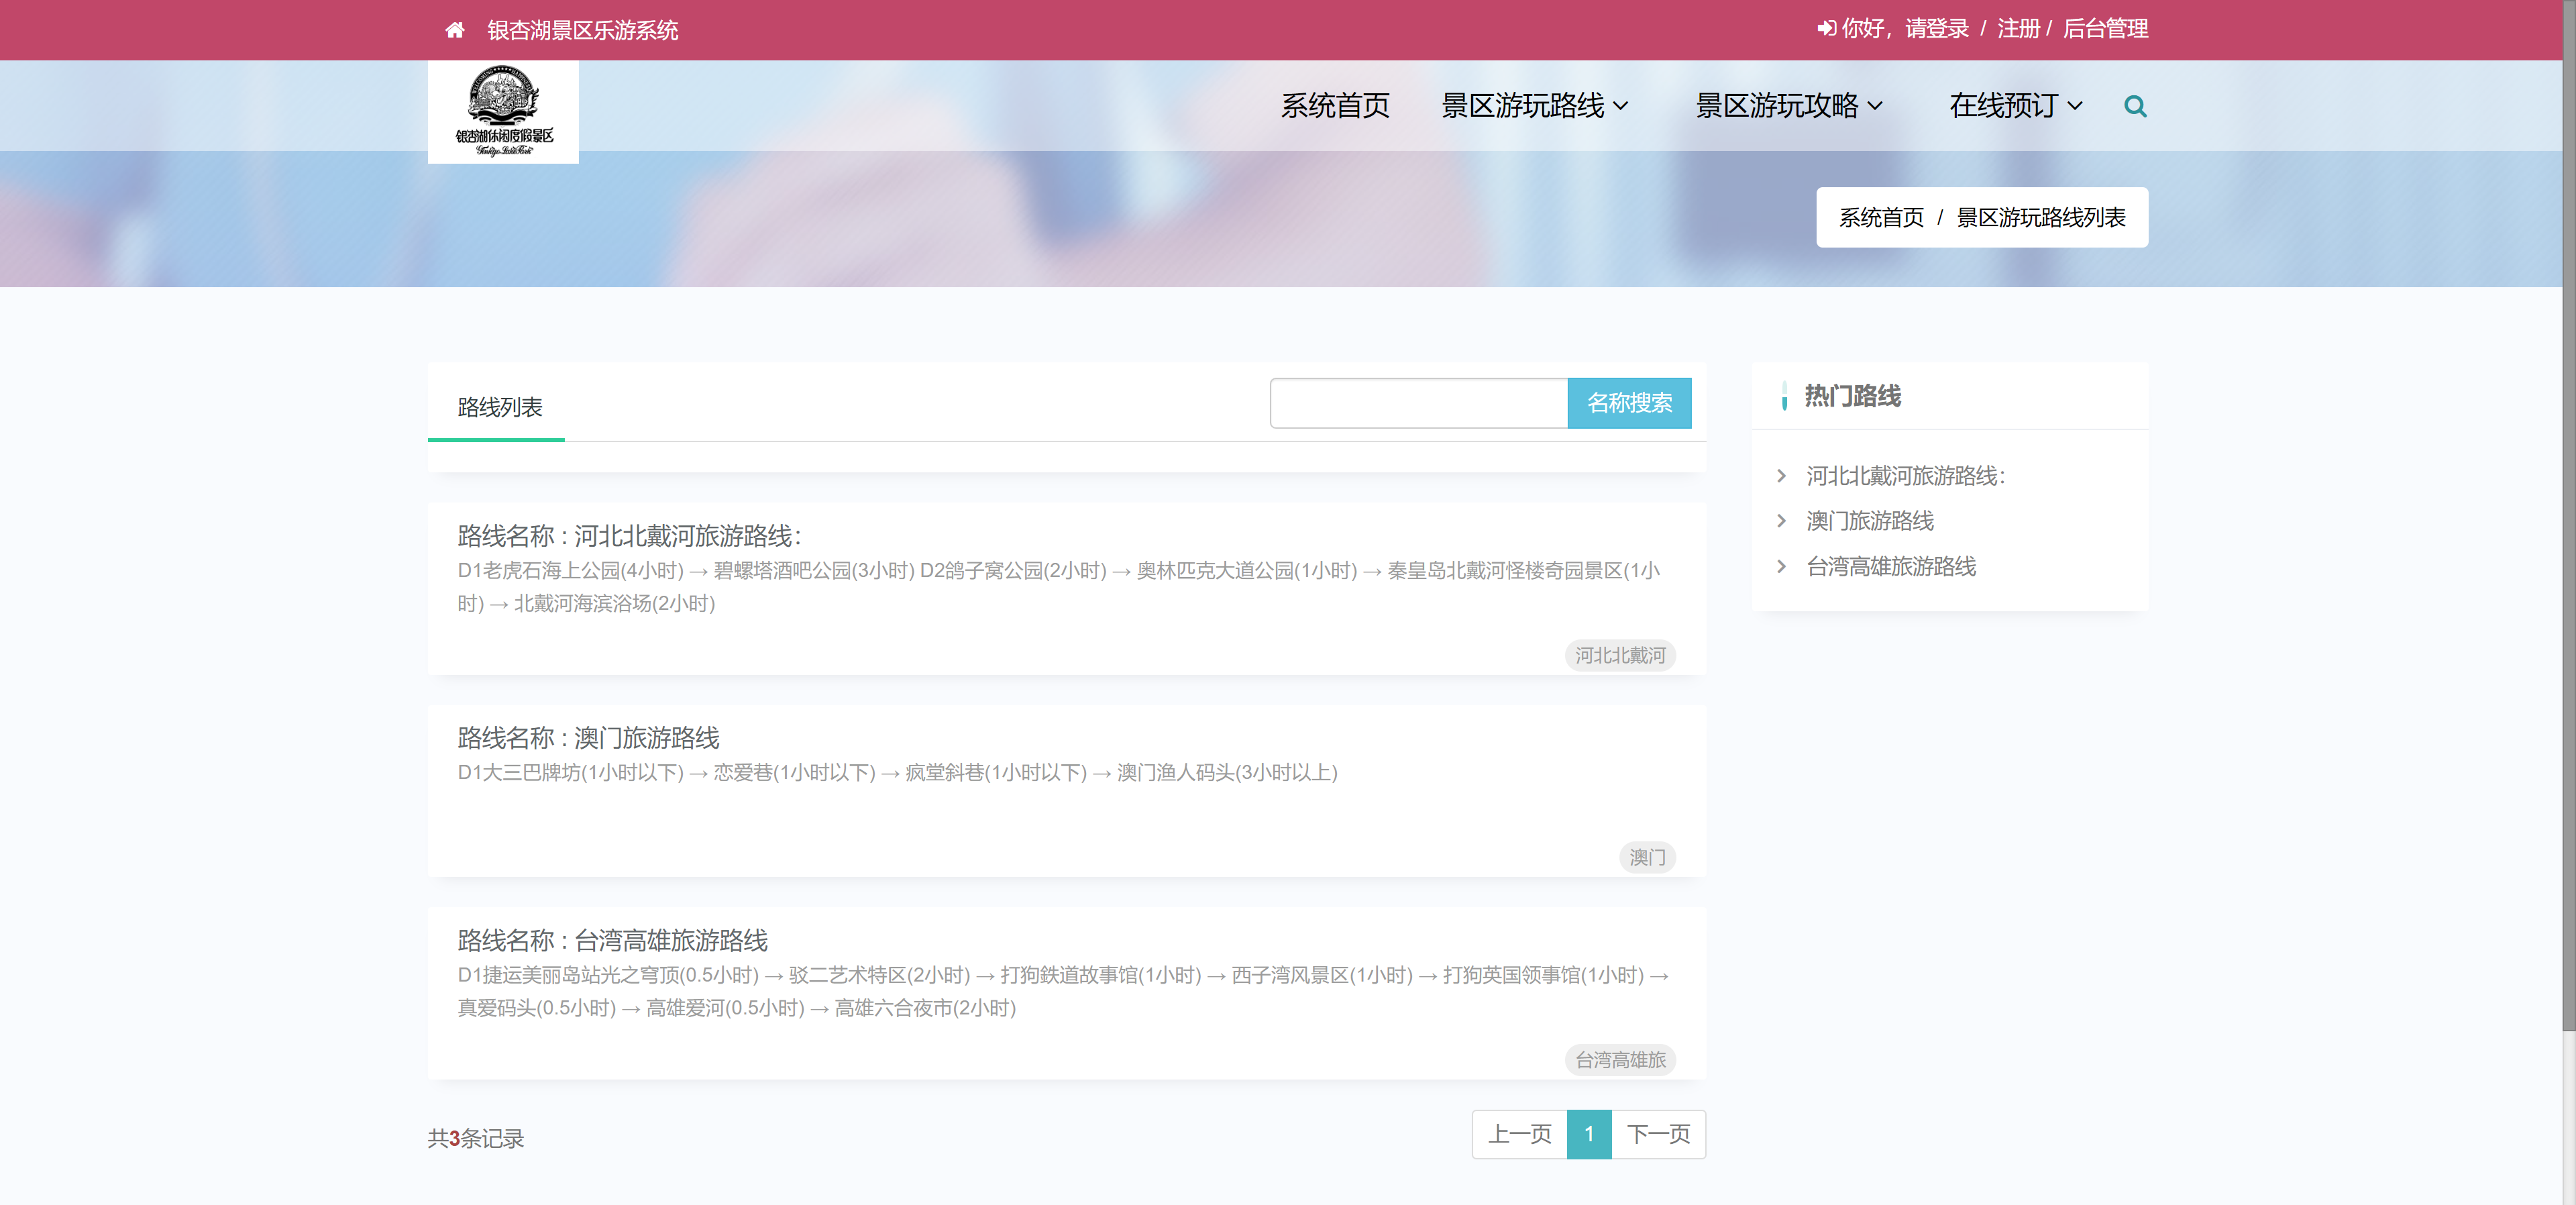 银杏湖景区乐游系统
你好，请登录 / 注册 / 后台管理
银杏湖休闲度假景区
系统首页
景区游玩路线
景区游玩攻略
在线预订
系统首页 / 景区游玩路线列表
路线列表
名称搜索
路线名称 : 河北北戴河旅游路线：
D1老虎石海上公园(4小时) → 碧螺塔酒吧公园(3小时) D2鸽子窝公园(2小时) → 奥林匹克大道公园(1小时) → 秦皇岛北戴河怪楼奇园景区(1小
时) → 北戴河海滨浴场(2小时)
河北北戴河
路线名称 : 澳门旅游路线
D1大三巴牌坊(1小时以下) → 恋爱巷(1小时以下) → 疯堂斜巷(1小时以下) → 澳门渔人码头(3小时以上)
澳门
路线名称 : 台湾高雄旅游路线
D1捷运美丽岛站光之穹顶(0.5小时) → 驳二艺术特区(2小时) → 打狗鉄道故事馆(1小时) → 西子湾风景区(1小时) → 打狗英国领事馆(1小时) →
真爱码头(0.5小时) → 高雄爱河(0.5小时) → 高雄六合夜市(2小时)
台湾高雄旅
共3条记录
上一页 1 下一页
热门路线
河北北戴河旅游路线：
澳门旅游路线
台湾高雄旅游路线